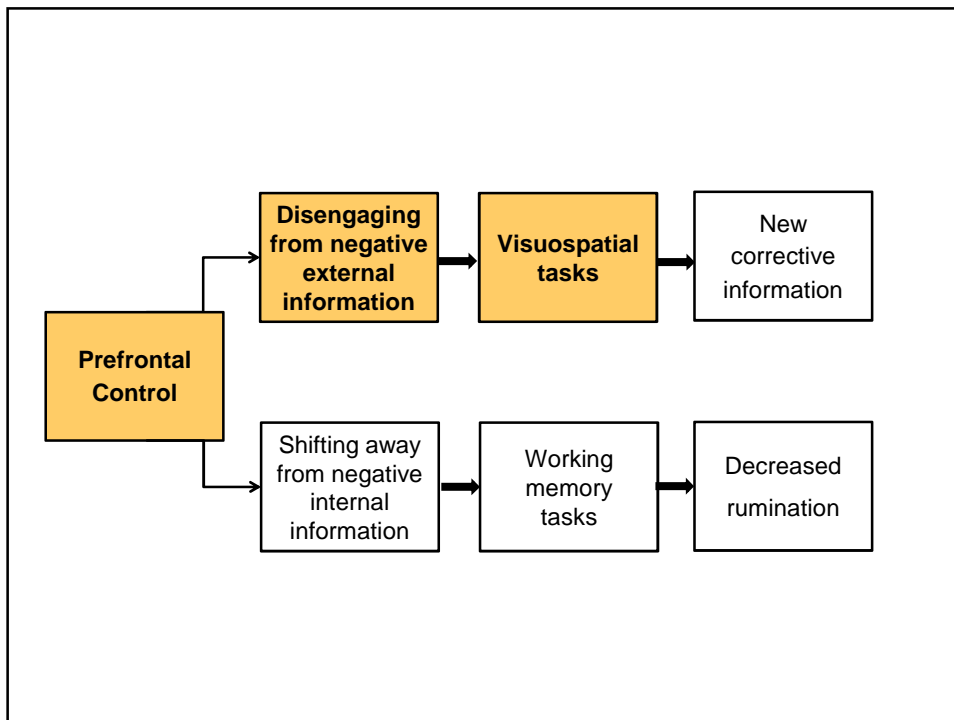 Disengaging
from negative
external
information
Visuospatial
tasks
New
corrective
information
Prefrontal
Control
Shifting away
from negative
internal
information
Working
memory
tasks
Decreased
rumination